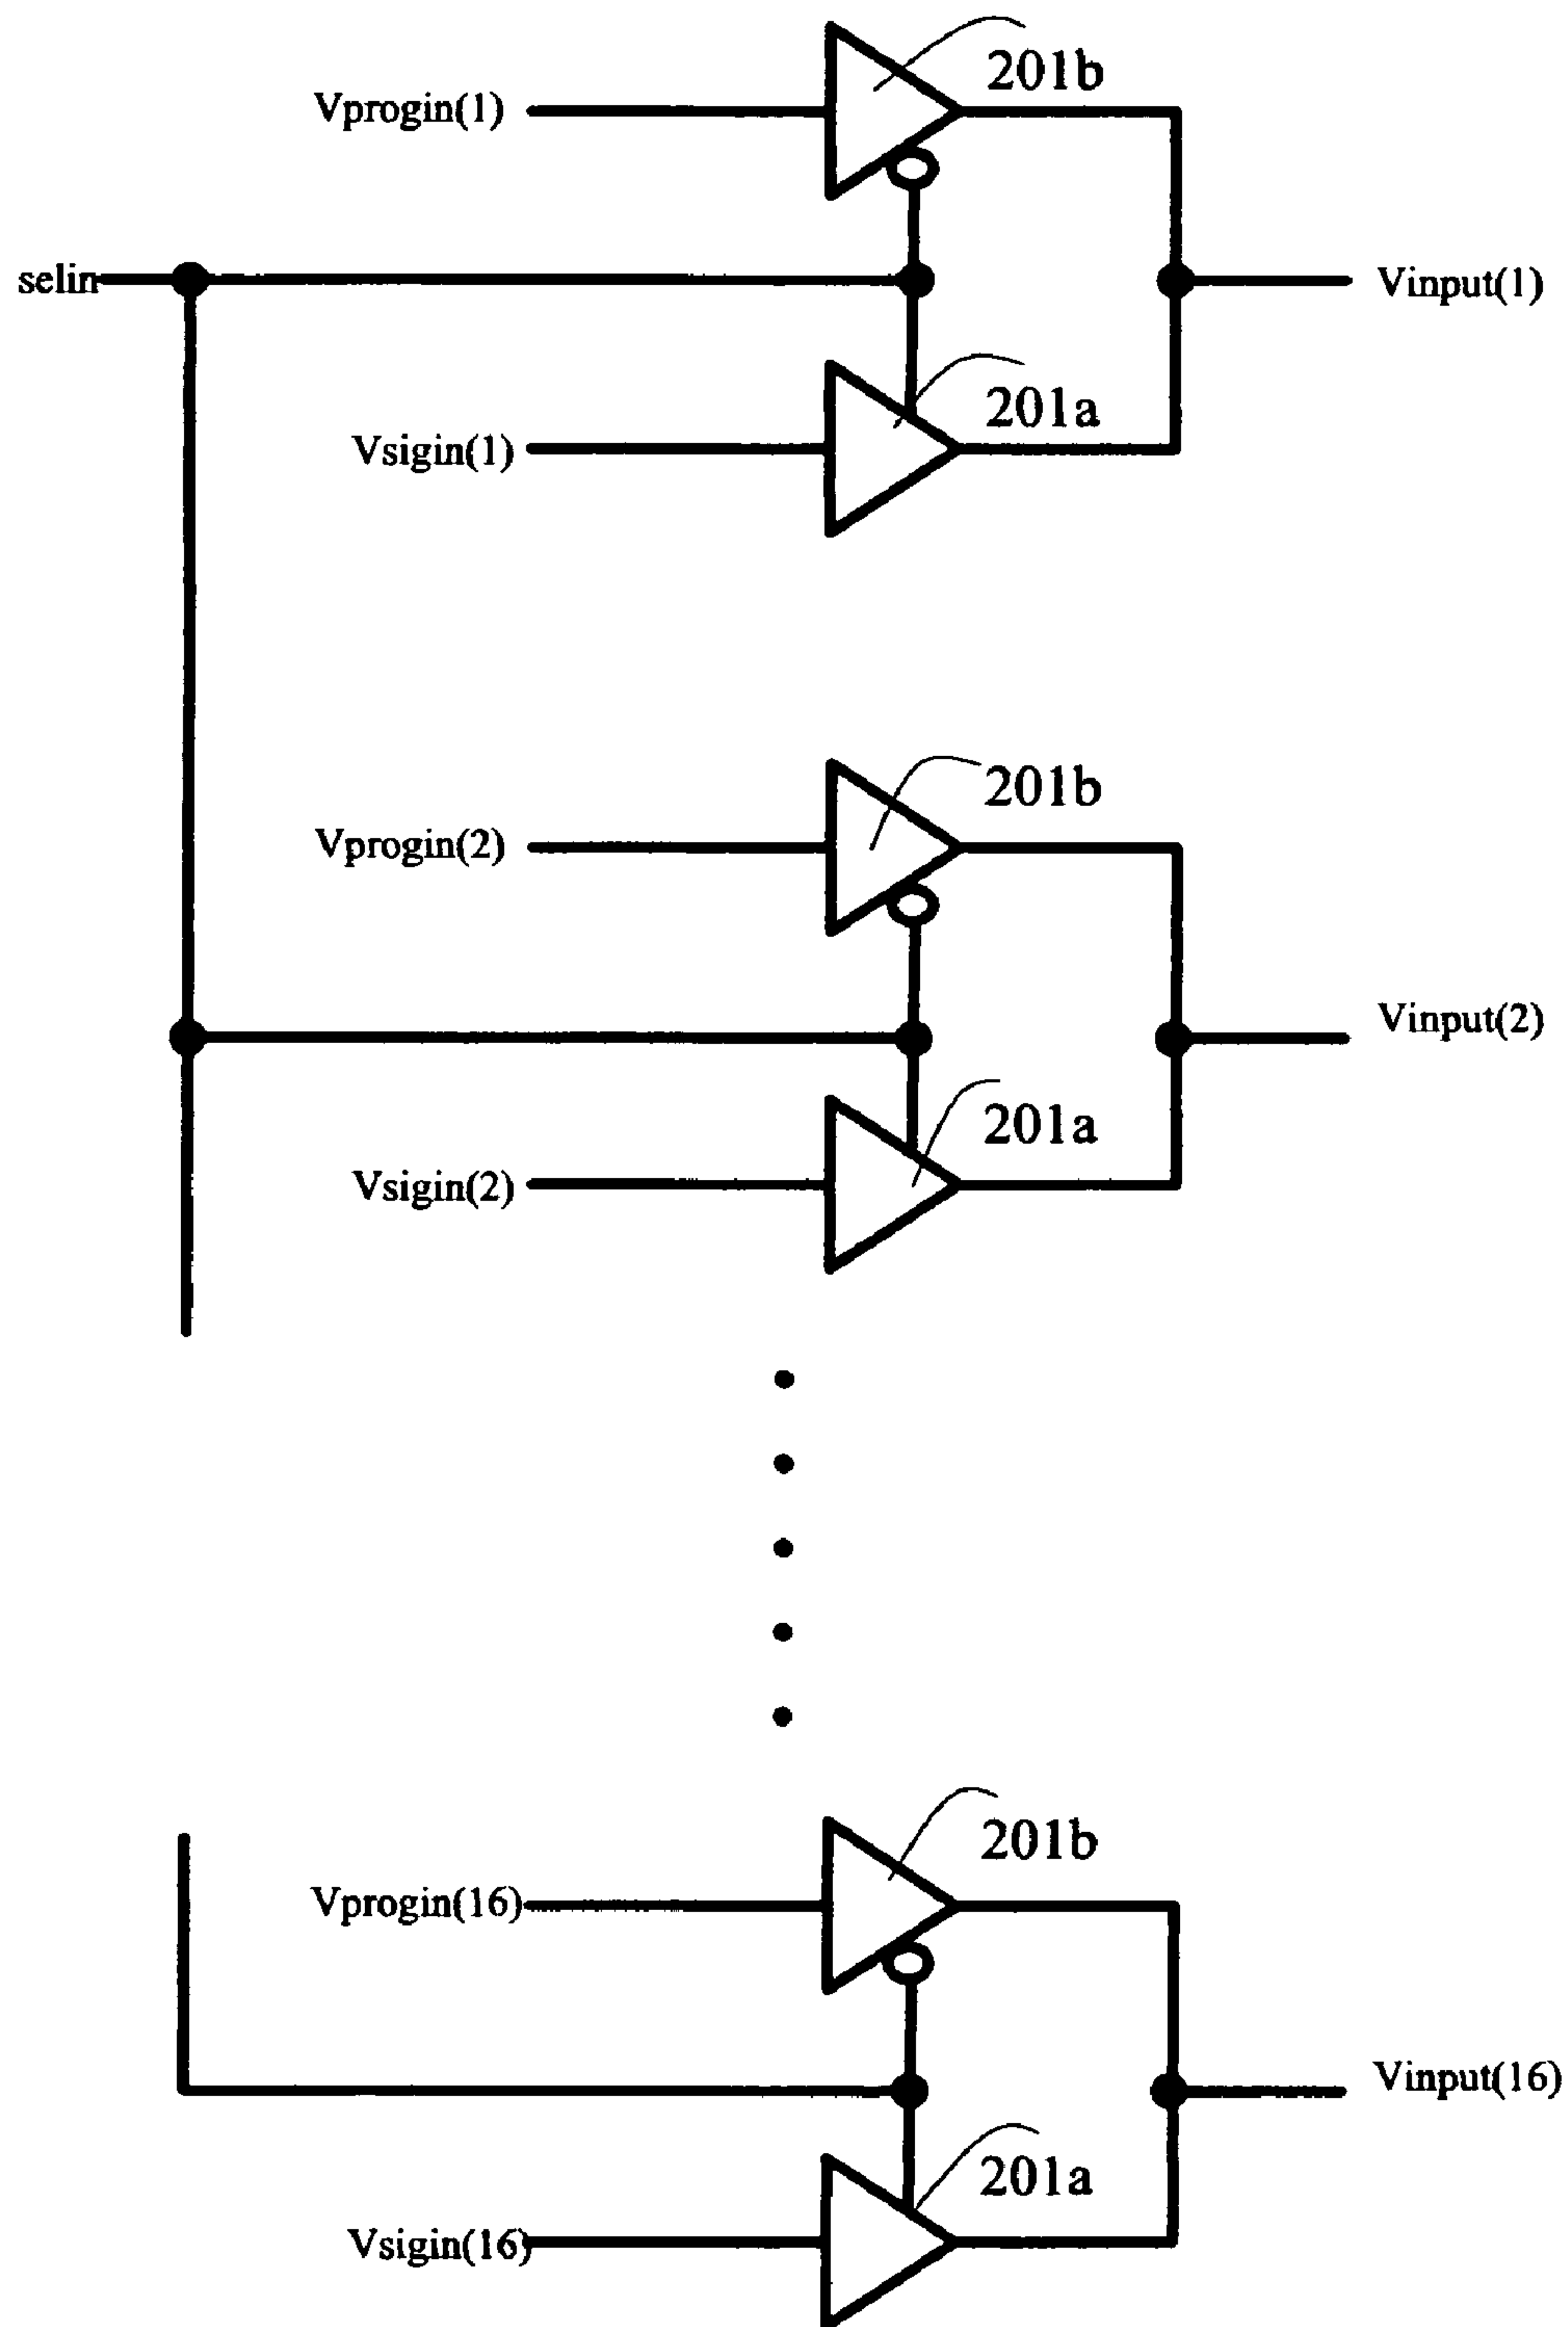 201b
Vprogin(1)
selin
Vinput(1)
201a
Vsigin(1)
201b
Vprogin(2)
Vinput(2)
201a
Vsigin(2)
201b
Vprogin(16)
Vinput(16)
201a
Vsigin(16)